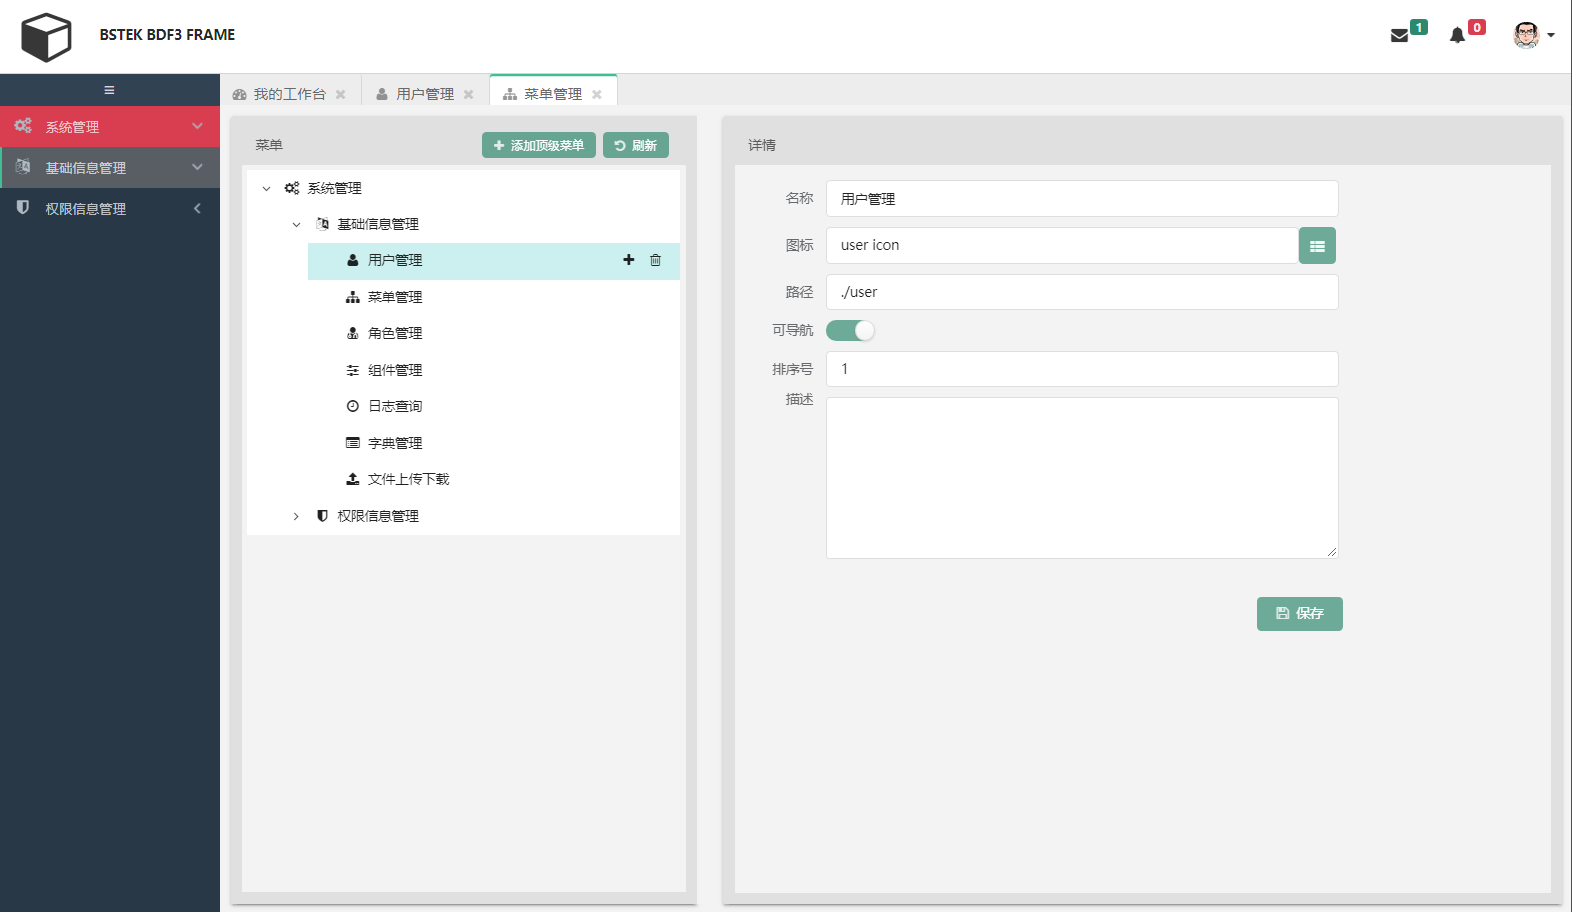 BSTEK BDF3 FRAME
1
0
系统管理
基础信息管理
权限信息管理
我的工作台
用户管理
菜单管理
菜单
添加顶级菜单
刷新
系统管理
基础信息管理
用户管理
菜单管理
角色管理
组件管理
日志查询
字典管理
文件上传下载
权限信息管理
详情
名称 用户管理
图标 user icon
路径 ./user
可导航
排序号 1
描述
保存